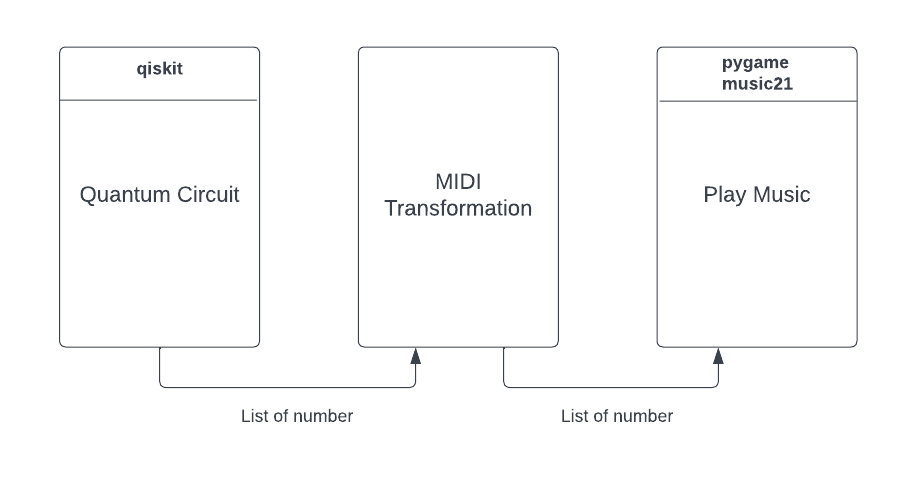 qiskit
Quantum Circuit
MIDI
Transformation
pygame
music21
Play Music
List of number
List of number